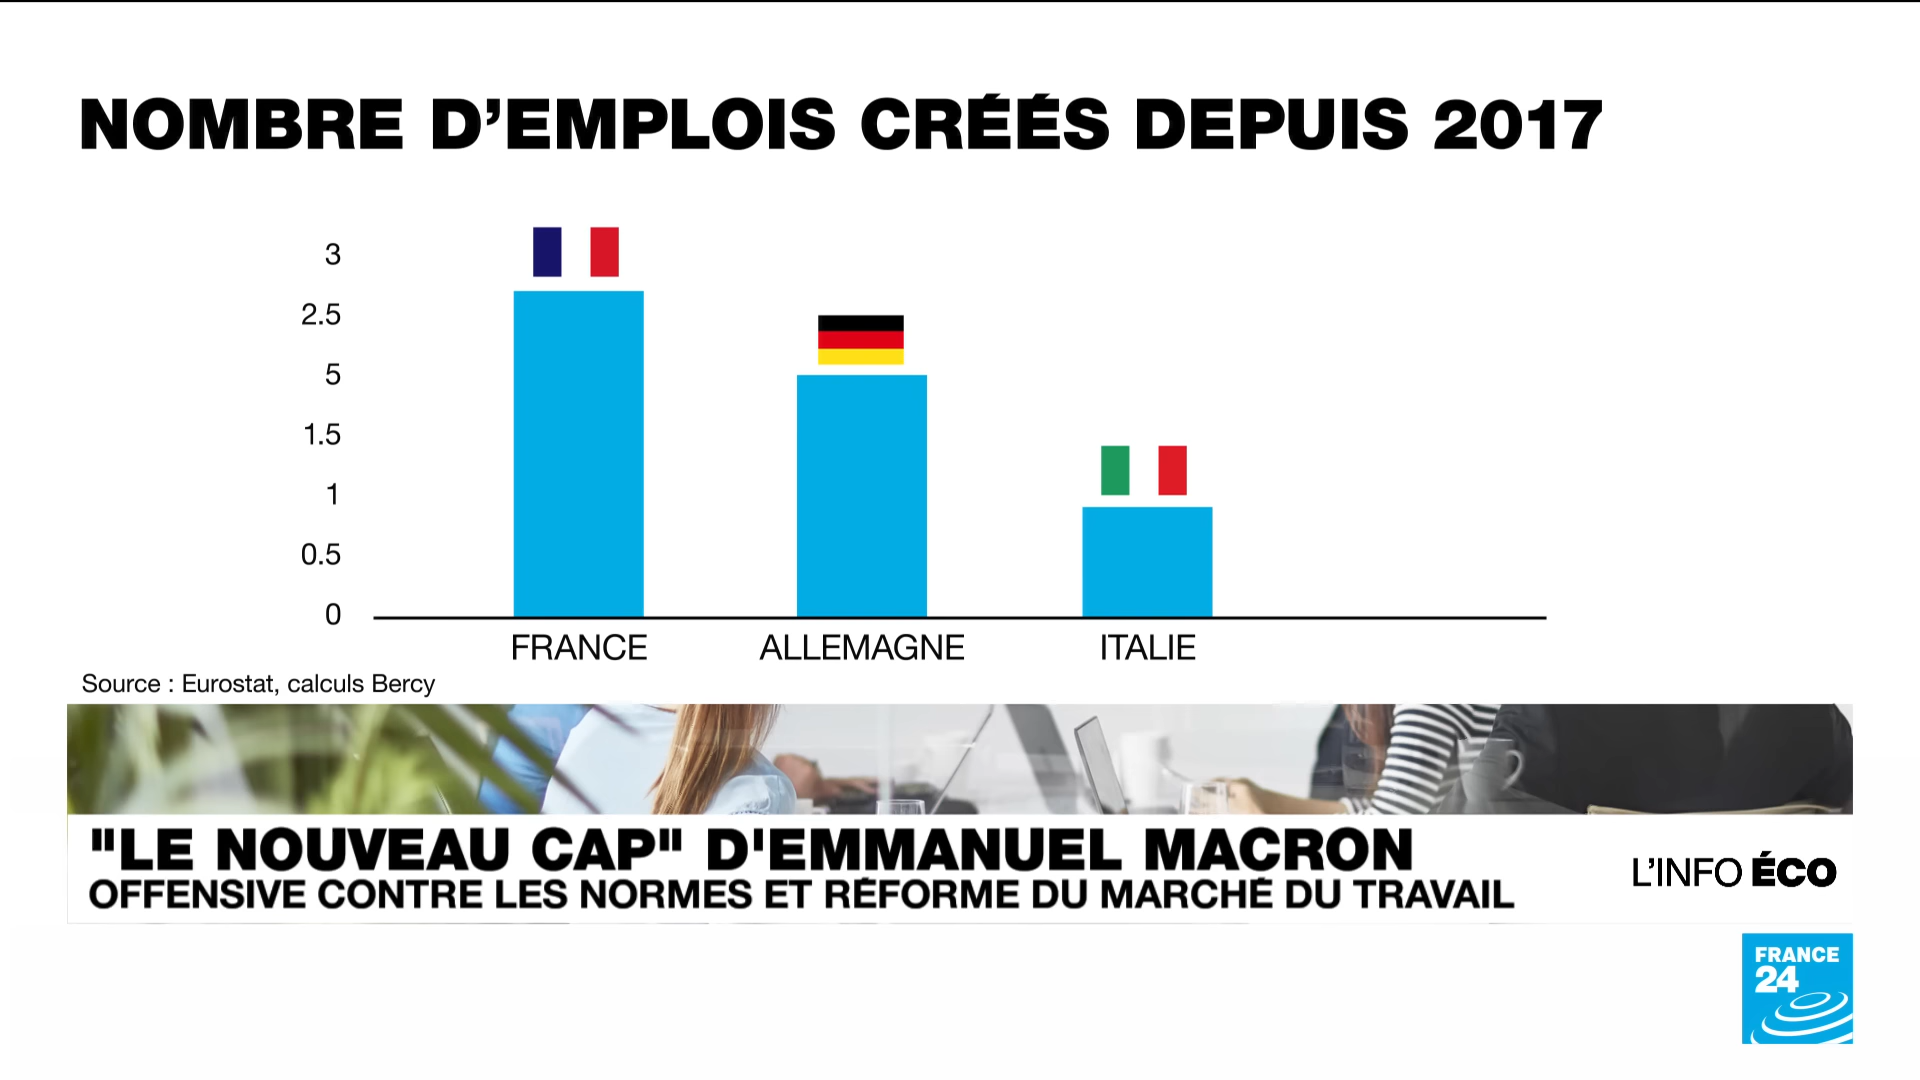 NOMBRE D’EMPLOIS CRÉÉS DEPUIS 2017
3
2.5
5
1.5
1
0.5
0
FRANCE ALLEMAGNE ITALIE
Source : Eurostat, calculs Bercy
"LE NOUVEAU CAP" D'EMMANUEL MACRON
OFFENSIVE CONTRE LES NORMES ET RÉFORME DU MARCHÉ DU TRAVAIL
L’INFO ÉCO
FRANCE
24